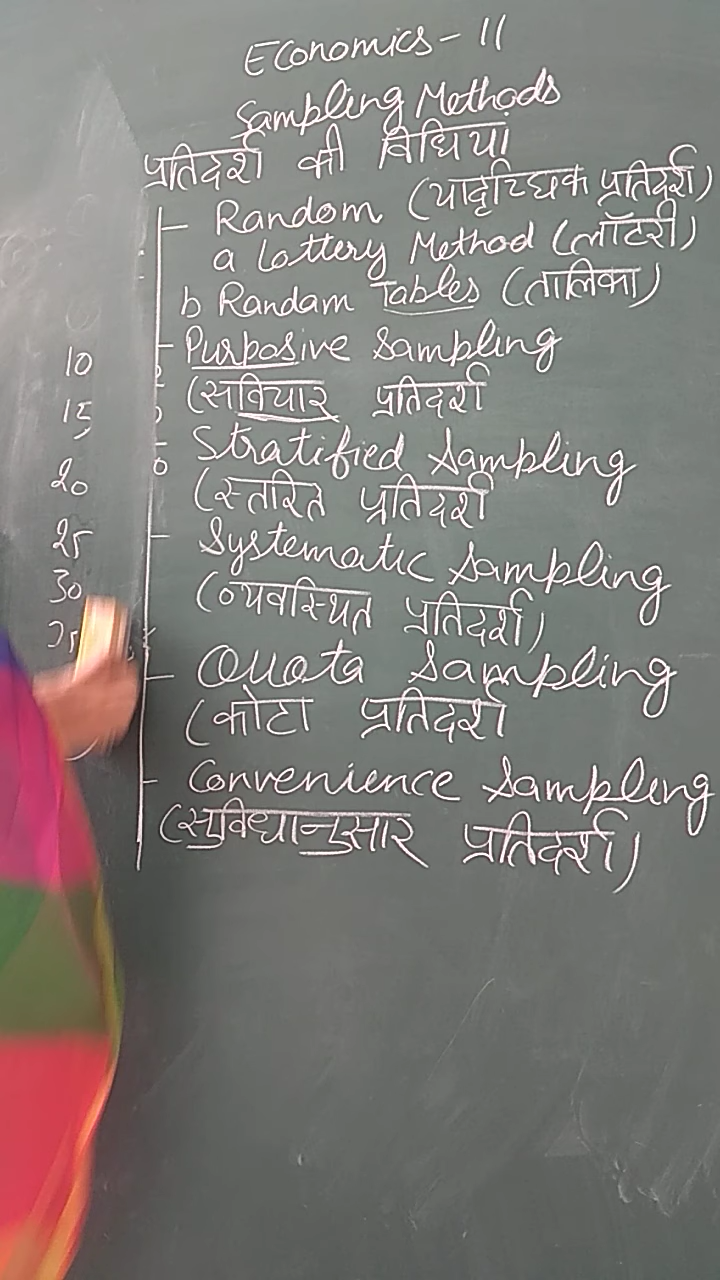 Economics - 11
Sampling Methods
प्रतिदर्श की विधियां
- Random (यादृच्छिक प्रतिदर्श)
a Lottery Method (लॉटरी)
b Randam Tables (तालिका)
- Purposive Sampling
(सविचार प्रतिदर्श
- Stratified Sampling
(स्तरित प्रतिदर्श
- Systematic Sampling
(व्यवस्थित प्रतिदर्श)
- Quota Sampling
(कोटा प्रतिदर्श
- Convenience Sampling
(सुविधानुसार प्रतिदर्श)
10
15
20
25
30